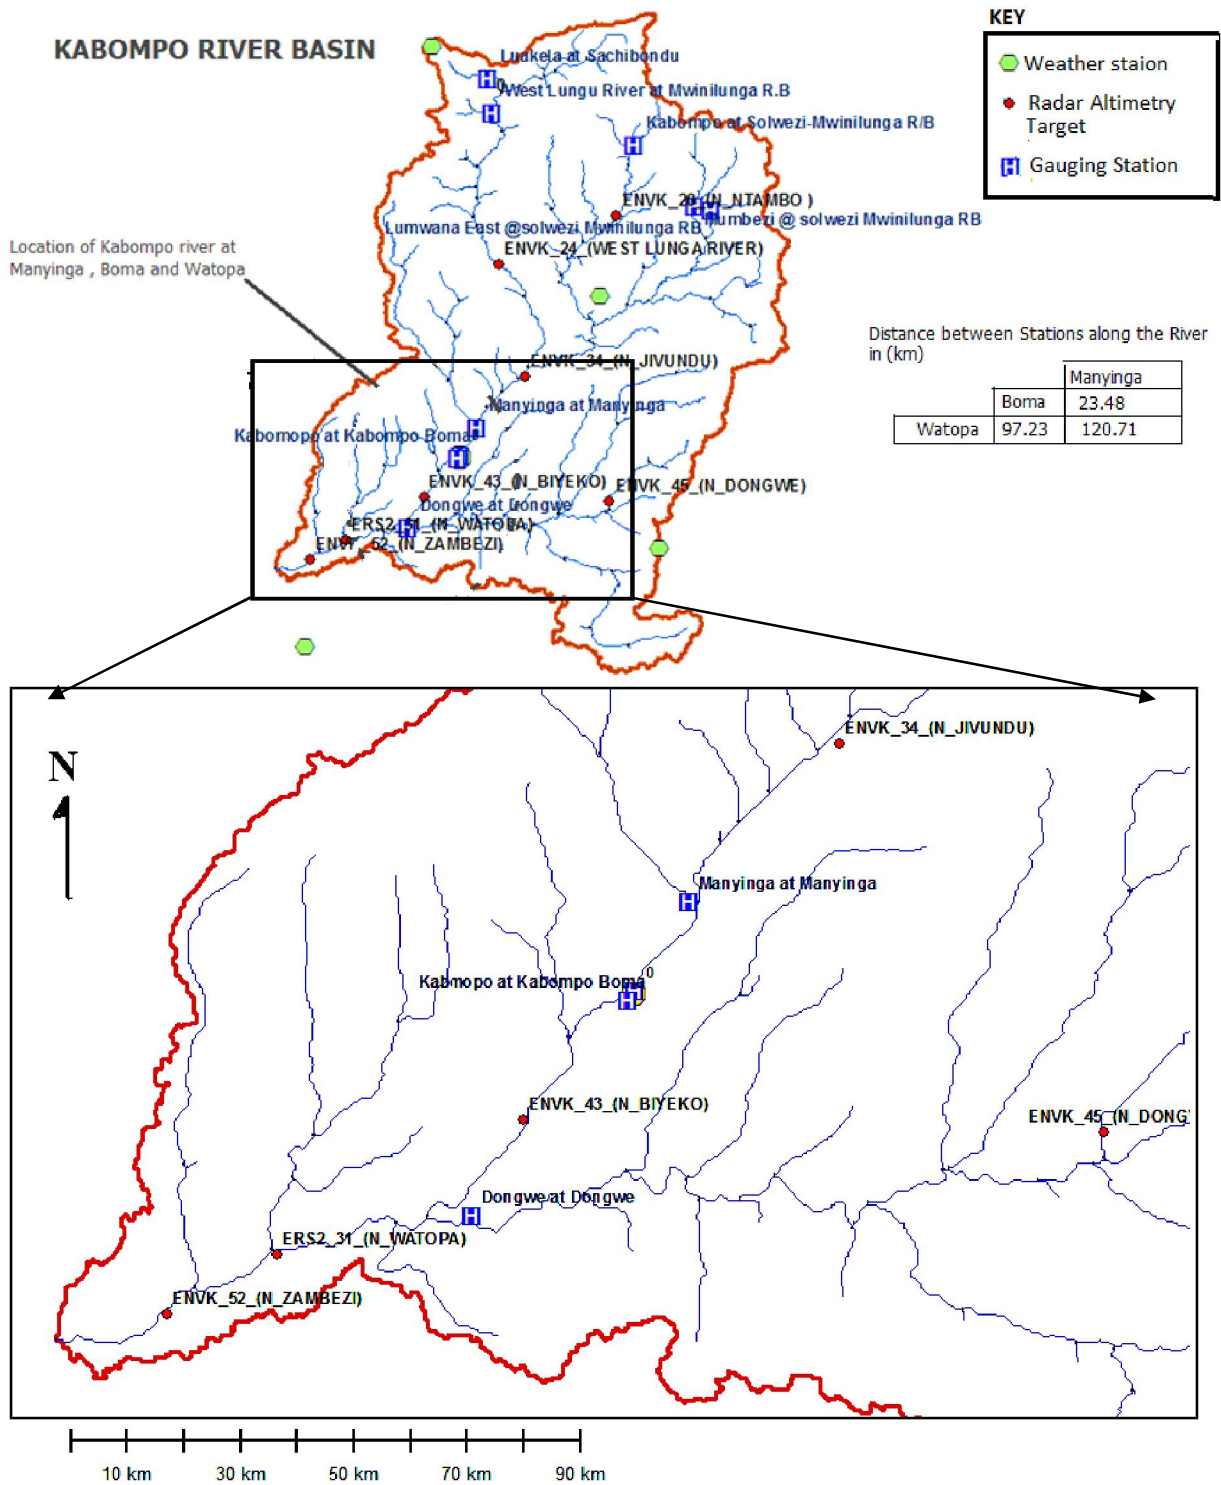 KEY
KABOMPO RIVER BASIN
Weather staion
Radar Altimetry
Target
Gauging Station
Luakela at Sachibondu
0
West Lungu River at Mwinilunga R.B
Kabompo at Solwezi-Mwinilunga R/B
ENVK_20_(N_NTAMBO )
@ solwezi Mwinilunga RB
Lumwana East @solwezi Mwinilunga RB
ENVK_24_(WEST LUNGA RIVER)
Location of Kabompo river at
Manyinga , Boma and Watopa
Distance between Stations along the River
in (km)
Manyinga
Boma 23.48
Watopa 97.23 120.71
ENVK_34_(N_JIVUNDU)
Manyinga at Manyinga
Kabomopo at Kabompo Boma
ENVK_43_(N_BIYEKO)
ENVK_45_(N_DONGWE)
Dongwe at Dongwe
ERS2_31_(N_WATOPA)
ENVK_52_(N_ZAMBEZI)
N
ENVK_34_(N_JIVUNDU)
Manyinga at Manyinga
Kabmopo at Kabompo Boma
0
ENVK_43_(N_BIYEKO)
ENVK_45_(N_DONG
Dongwe at Dongwe
ERS2_31_(N_WATOPA)
ENVK_52_(N_ZAMBEZI)
10 km 30 km 50 km 70 km 90 km